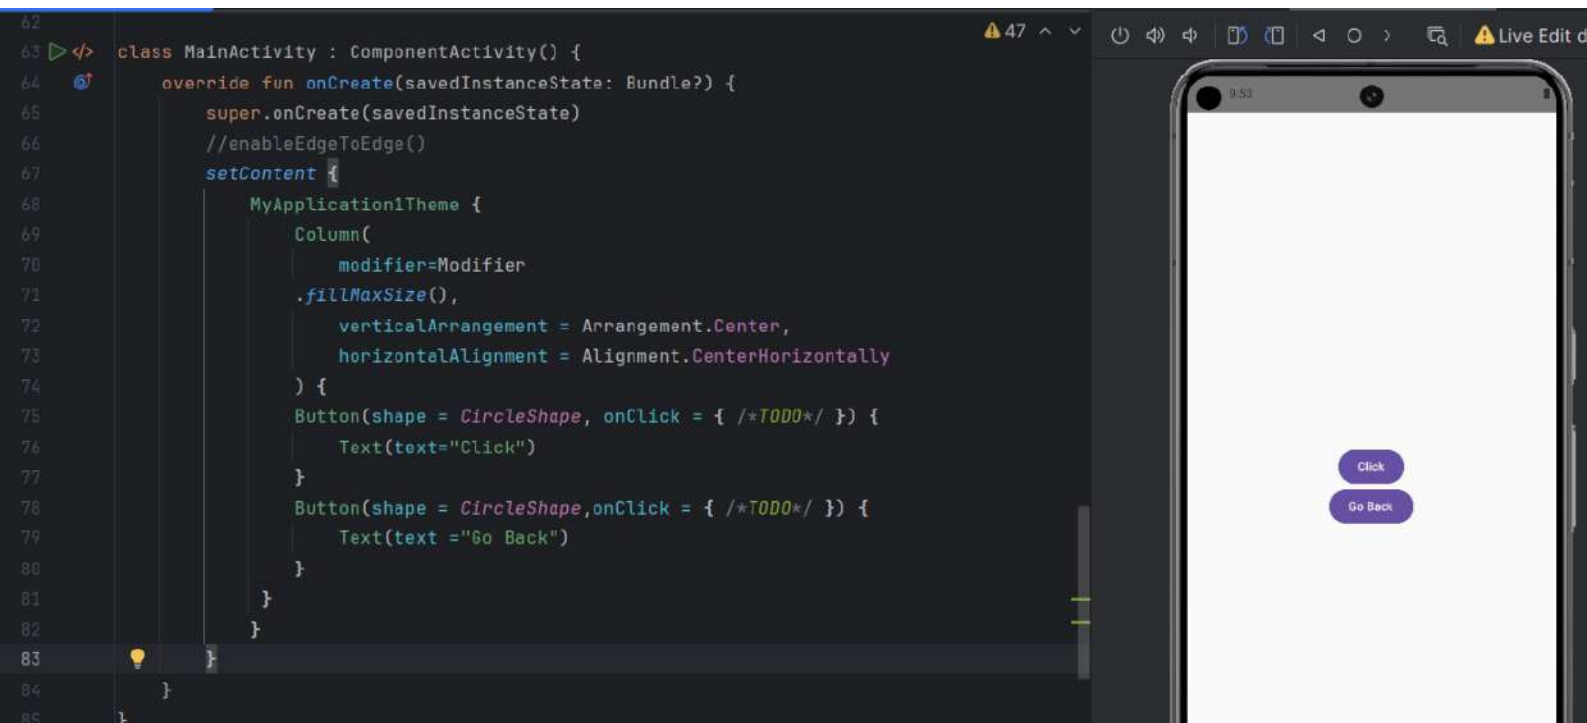 62
47
Live Edit d
63 class MainActivity : ComponentActivity() {
64 override fun onCreate(savedInstanceState: Bundle?) {
65 super.onCreate(savedInstanceState)
66 //enableEdgeToEdge()
67 setContent {
68 MyApplication1Theme {
69 Column(
70 modifier=Modifier
71 .fillMaxSize(),
72 verticalArrangement = Arrangement.Center,
73 horizontalAlignment = Alignment.CenterHorizontally
74 ) {
75 Button(shape = CircleShape, onClick = { /*TODO*/ }) {
76 Text(text="Click")
77 }
78 Button(shape = CircleShape,onClick = { /*TODO*/ }) {
79 Text(text ="Go Back")
80 }
81 }
82 }
83 }
84 }
85 }
9:53
Click
Go Back